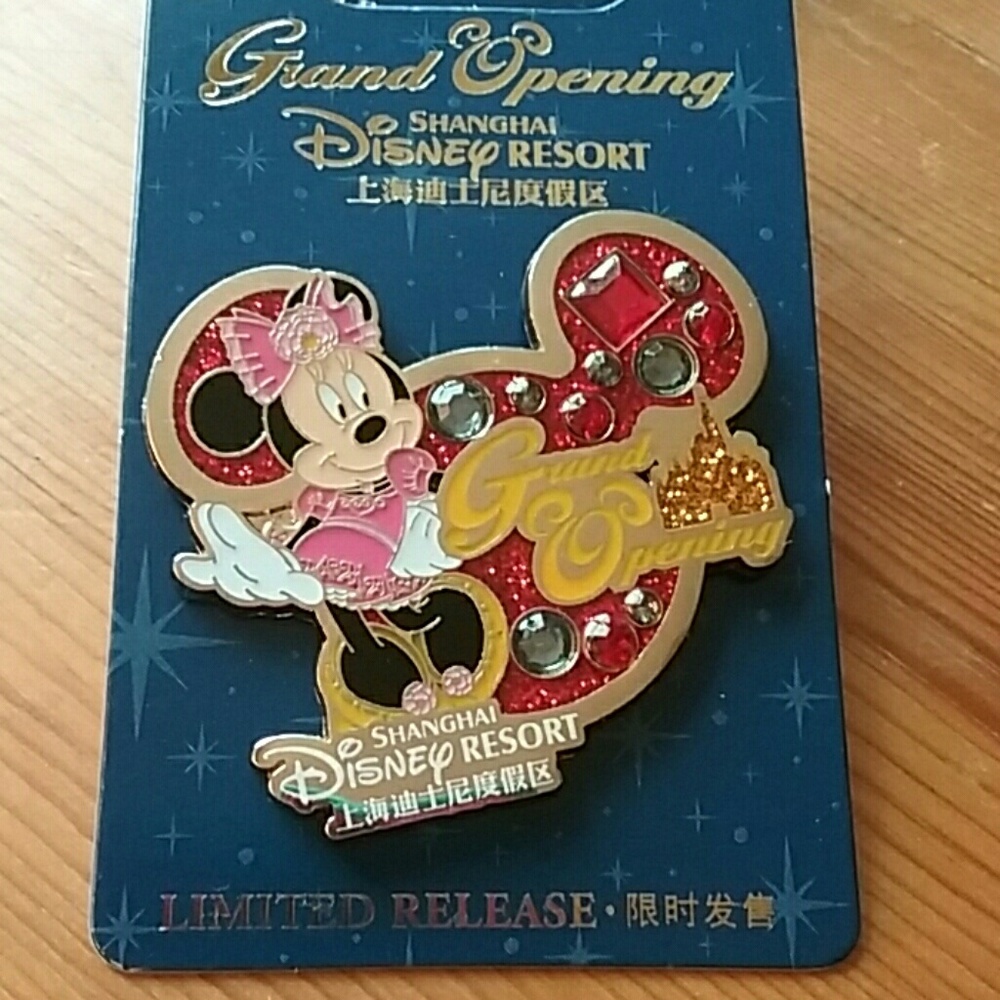 Grand Opening
SHANGHAI
DISNEY RESORT
上海迪士尼度假区
Grand
Opening
SHANGHAI
DISNEY RESORT
上海迪士尼度假区
LIMITED RELEASE·限时发售